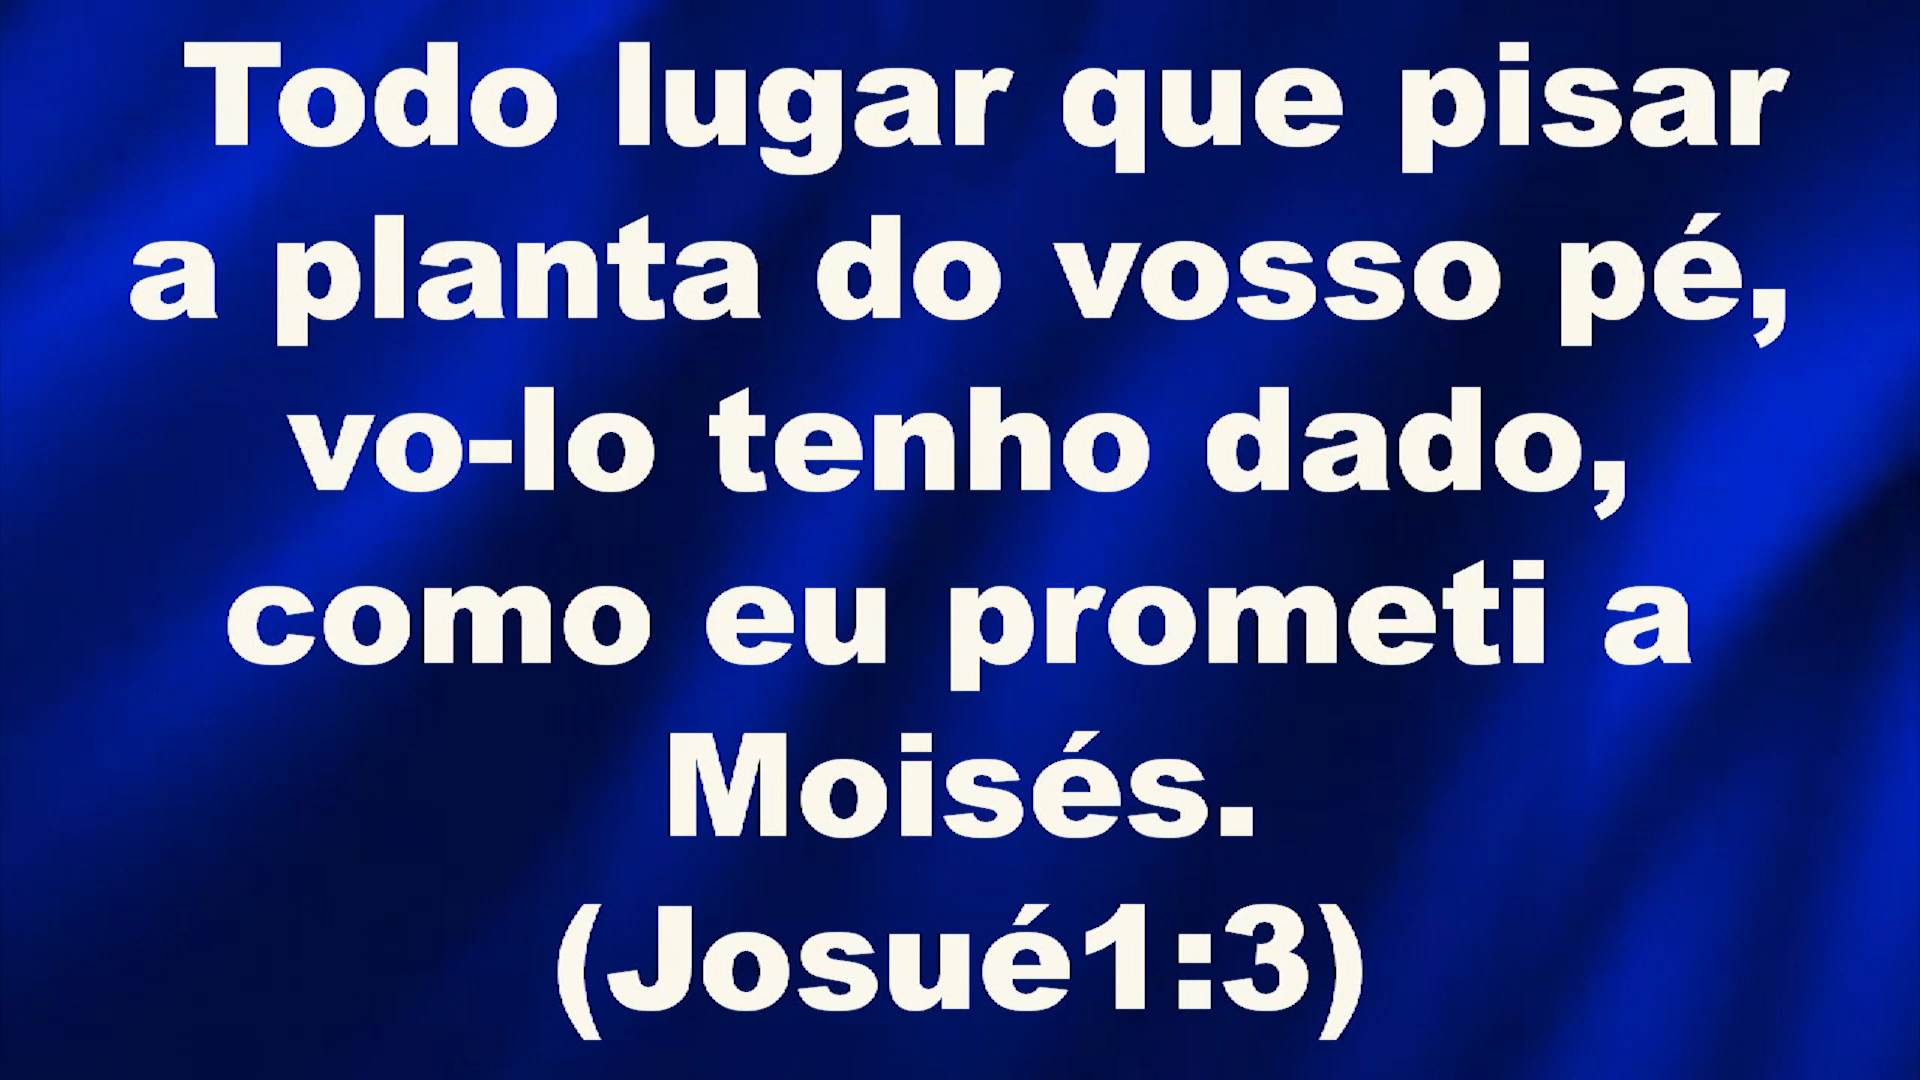 Todo lugar que pisar
a planta do vosso pé,
vo-lo tenho dado,
como eu prometi a
Moisés.
(Josué1:3)